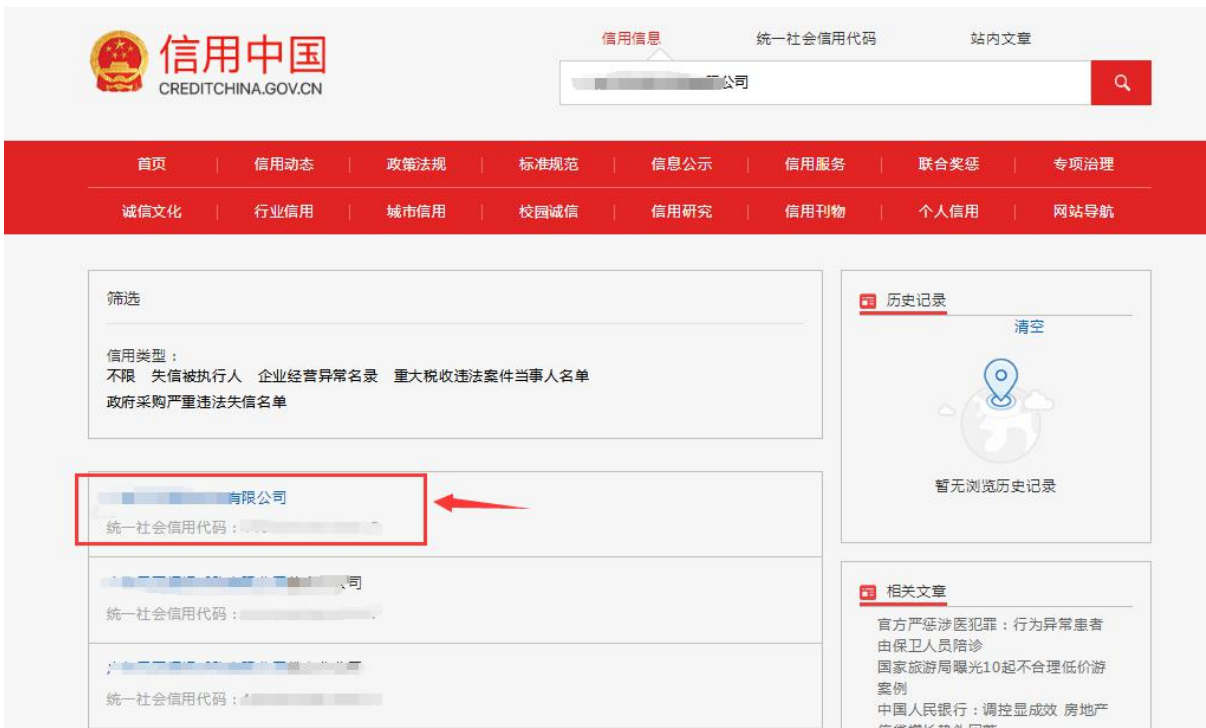 信用中国
CREDITCHINA.GOV.CN
信用信息 统一社会信用代码 站内文章
公司
首页 信用动态 政策法规 标准规范 信息公示 信用服务 联合奖惩 专项治理
诚信文化 行业信用 城市信用 校园诚信 信用研究 信用刊物 个人信用 网站导航
筛选
信用类型：
不限 失信被执行人 企业经营异常名录 重大税收违法案件当事人名单
政府采购严重违法失信名单
有限公司
统一社会信用代码：
司
统一社会信用代码：
统一社会信用代码：
历史记录
清空
暂无浏览历史记录
相关文章
官方严惩涉医犯罪：行为异常患者
由保卫人员陪诊
国家旅游局曝光10起不合理低价游
案例
中国人民银行：调控显成效 房地产